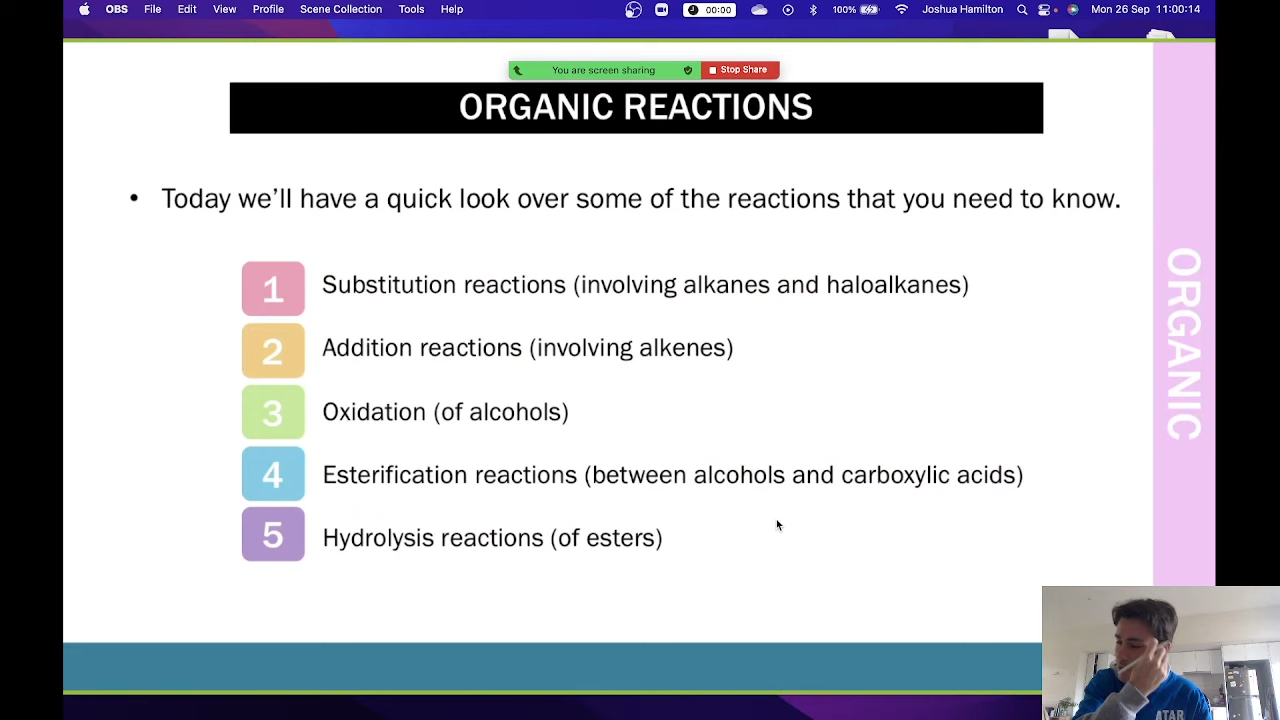 OBS File Edit View Profile Scene Collection Tools Help 00:00 100% Joshua Hamilton Mon 26 Sep 11:00:14
You are screen sharing Stop Share
ORGANIC REACTIONS
• Today we'll have a quick look over some of the reactions that you need to know.
1 Substitution reactions (involving alkanes and haloalkanes)
2 Addition reactions (involving alkenes)
3 Oxidation (of alcohols)
4 Esterification reactions (between alcohols and carboxylic acids)
5 Hydrolysis reactions (of esters)
ORGANIC
ATAR